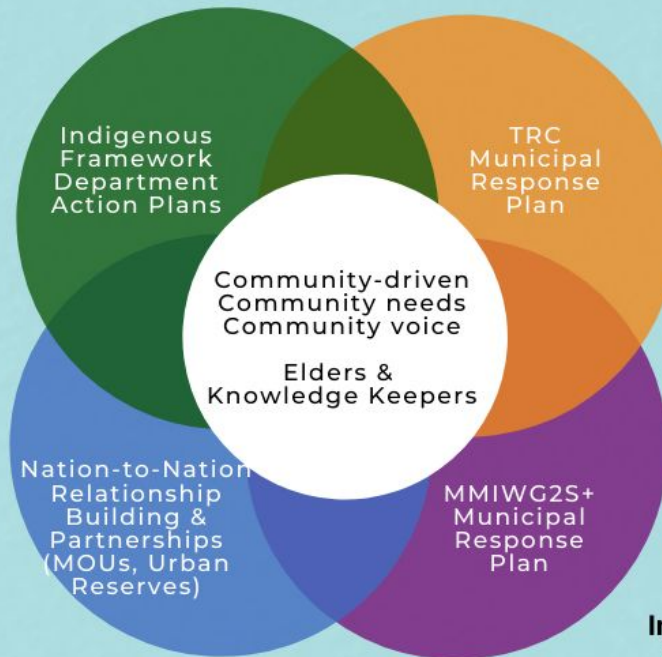 Indigenous
Framework
Department
Action Plans
TRC
Municipal
Response
Plan
Community-driven
Community needs
Community voice
Elders &
Knowledge Keepers
Nation-to-Nation
Relationship
Building &
Partnerships
(MOUs, Urban
Reserves)
MMIWG2S+
Municipal
Response
Plan